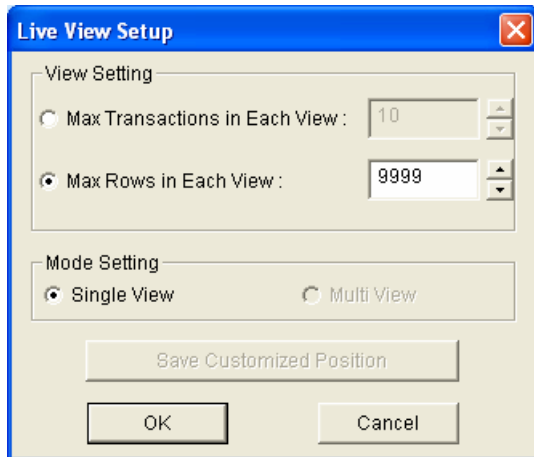 Live View Setup
View Setting
Max Transactions in Each View : 10
Max Rows in Each View : 9999
Mode Setting
Single View Multi View
Save Customized Position
OK Cancel